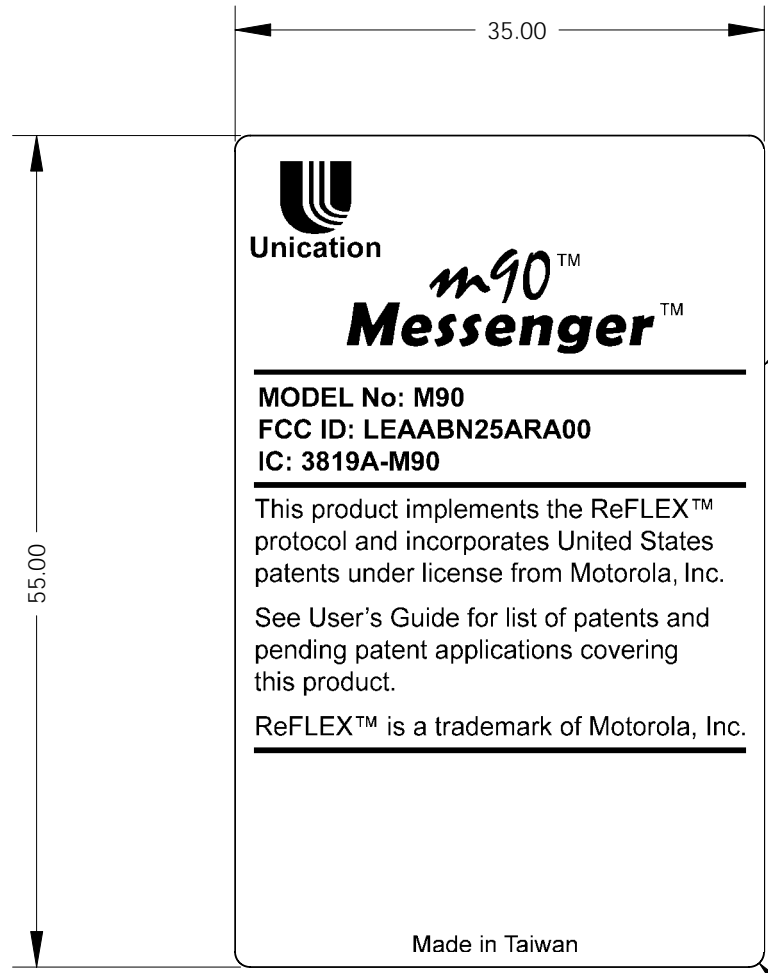 35.00
55.00
Unication
m90™
Messenger™
MODEL No: M90
FCC ID: LEAABN25ARA00
IC: 3819A-M90
This product implements the ReFLEX™
protocol and incorporates United States
patents under license from Motorola, Inc.
See User's Guide for list of patents and
pending patent applications covering
this product.
ReFLEX™ is a trademark of Motorola, Inc.
Made in Taiwan